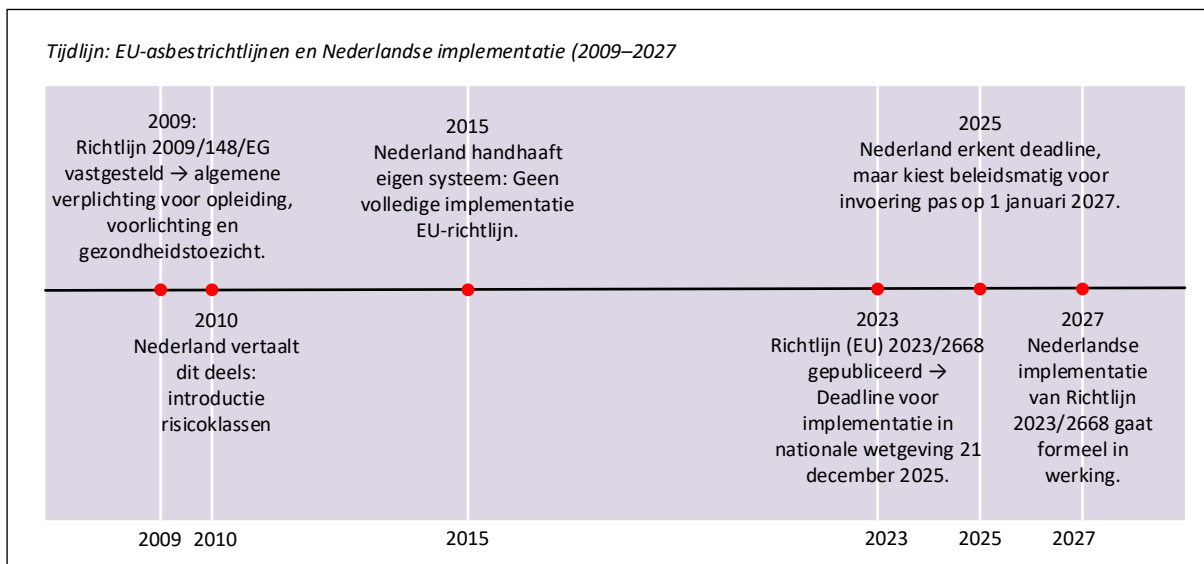 Tijdlijn: EU-asbestrichtlijnen en Nederlandse implementatie (2009–2027
2009:
Richtlijn 2009/148/EG
vastgesteld → algemene
verplichting voor opleiding,
voorlichting en
gezondheidstoezicht.
2015
Nederland handhaaft
eigen systeem: Geen
volledige implementatie
EU-richtlijn.
2025
Nederland erkent deadline,
maar kiest beleidsmatig voor
invoering pas op 1 januari 2027.
2010
Nederland vertaalt
dit deels:
introductie
risicoklassen
2023
Richtlijn (EU) 2023/2668
gepubliceerd →
Deadline voor
implementatie in
nationale wetgeving 21
december 2025.
2027
Nederlandse
implementatie
van Richtlijn
2023/2668 gaat
formeel in
werking.
2009
2010
2015
2023
2025
2027